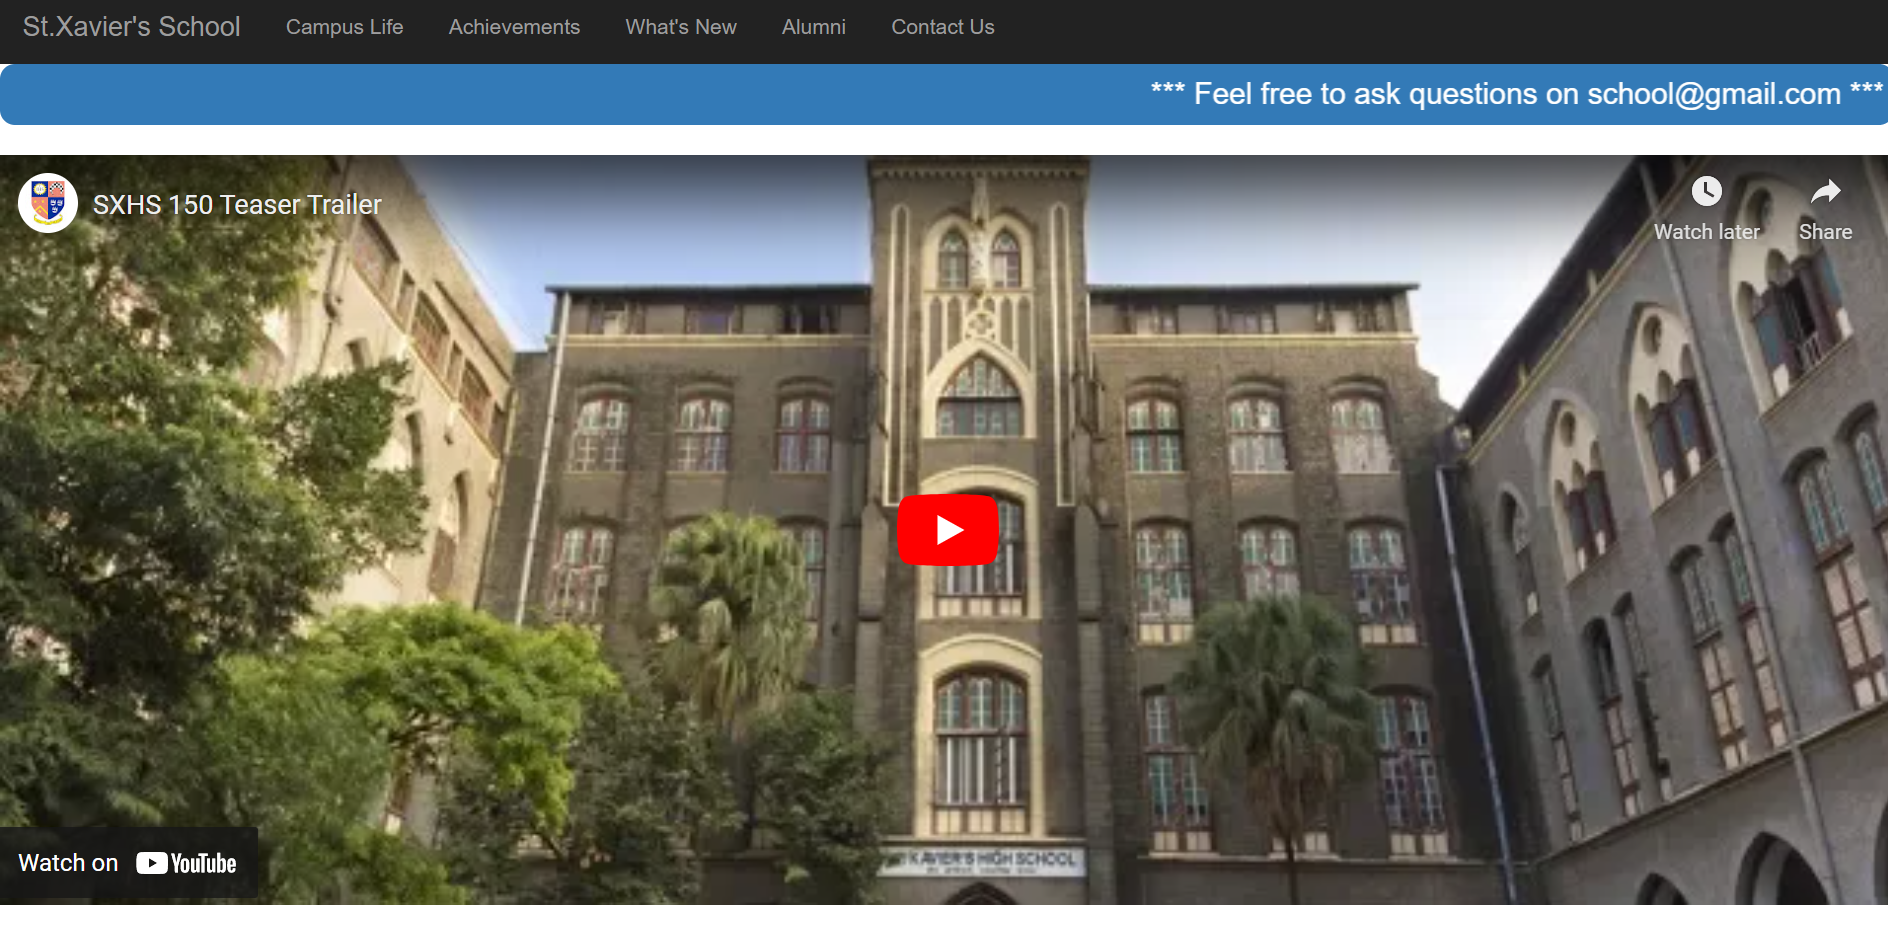 St.Xavier's School Campus Life Achievements What's New Alumni Contact Us
*** Feel free to ask questions on school@gmail.com ***
SXHS 150 Teaser Trailer
Watch later Share
XAVIER'S HIGH SCHOOL
Watch on YouTube